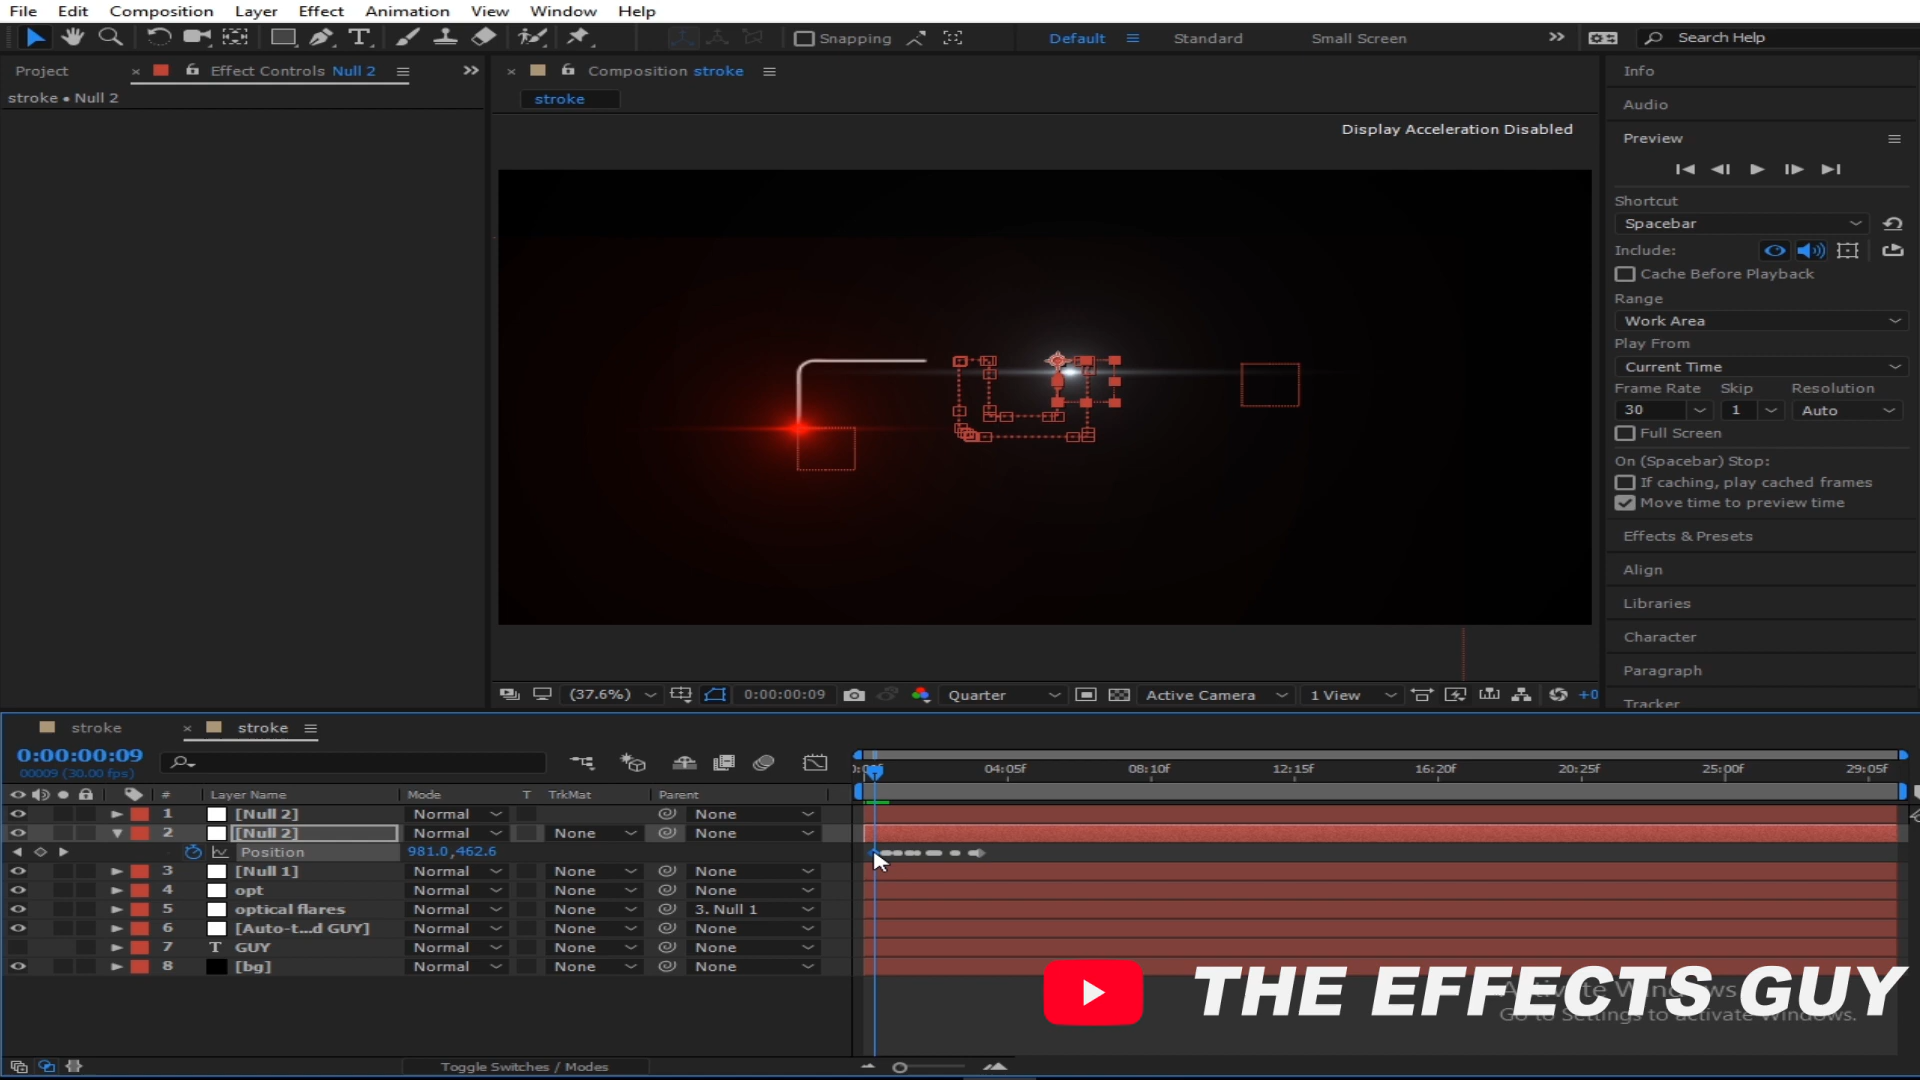 File Edit Composition Layer Effect Animation View Window Help
Snapping Default Standard Small Screen Search Help
Project Effect Controls Null 2 Composition stroke Info
stroke • Null 2 stroke
Audio
Display Acceleration Disabled
Preview
Shortcut
Spacebar
Include:
Cache Before Playback
Range
Work Area
Play From
Current Time
Frame Rate Skip Resolution
30 1 Auto
Full Screen
On (Spacebar) Stop:
If caching, play cached frames
Move time to preview time
Effects & Presets
Align
Libraries
Character
Paragraph
Tracker
(37.6%) 0:00:00:09 Quarter Active Camera 1 View +0
stroke stroke
0:00:00:09
00009 (30.00 fps)
04:05f 08:10f 12:15f 16:20f 20:25f 25:00f 29:05f
# Layer Name Mode T TrkMat Parent
1 [Null 2] Normal None
2 [Null 2] Normal None None
Position 981.0,462.6
3 [Null 1] Normal None None
4 opt Normal None None
5 optical flares Normal None 3. Null 1
6 [Auto-t...d GUY] Normal None None
7 T GUY Normal None None
8 [bg] Normal None None
THE EFFECTS GUY
Activate Windows
Go to Settings to activate Windows.
Toggle Switches / Modes